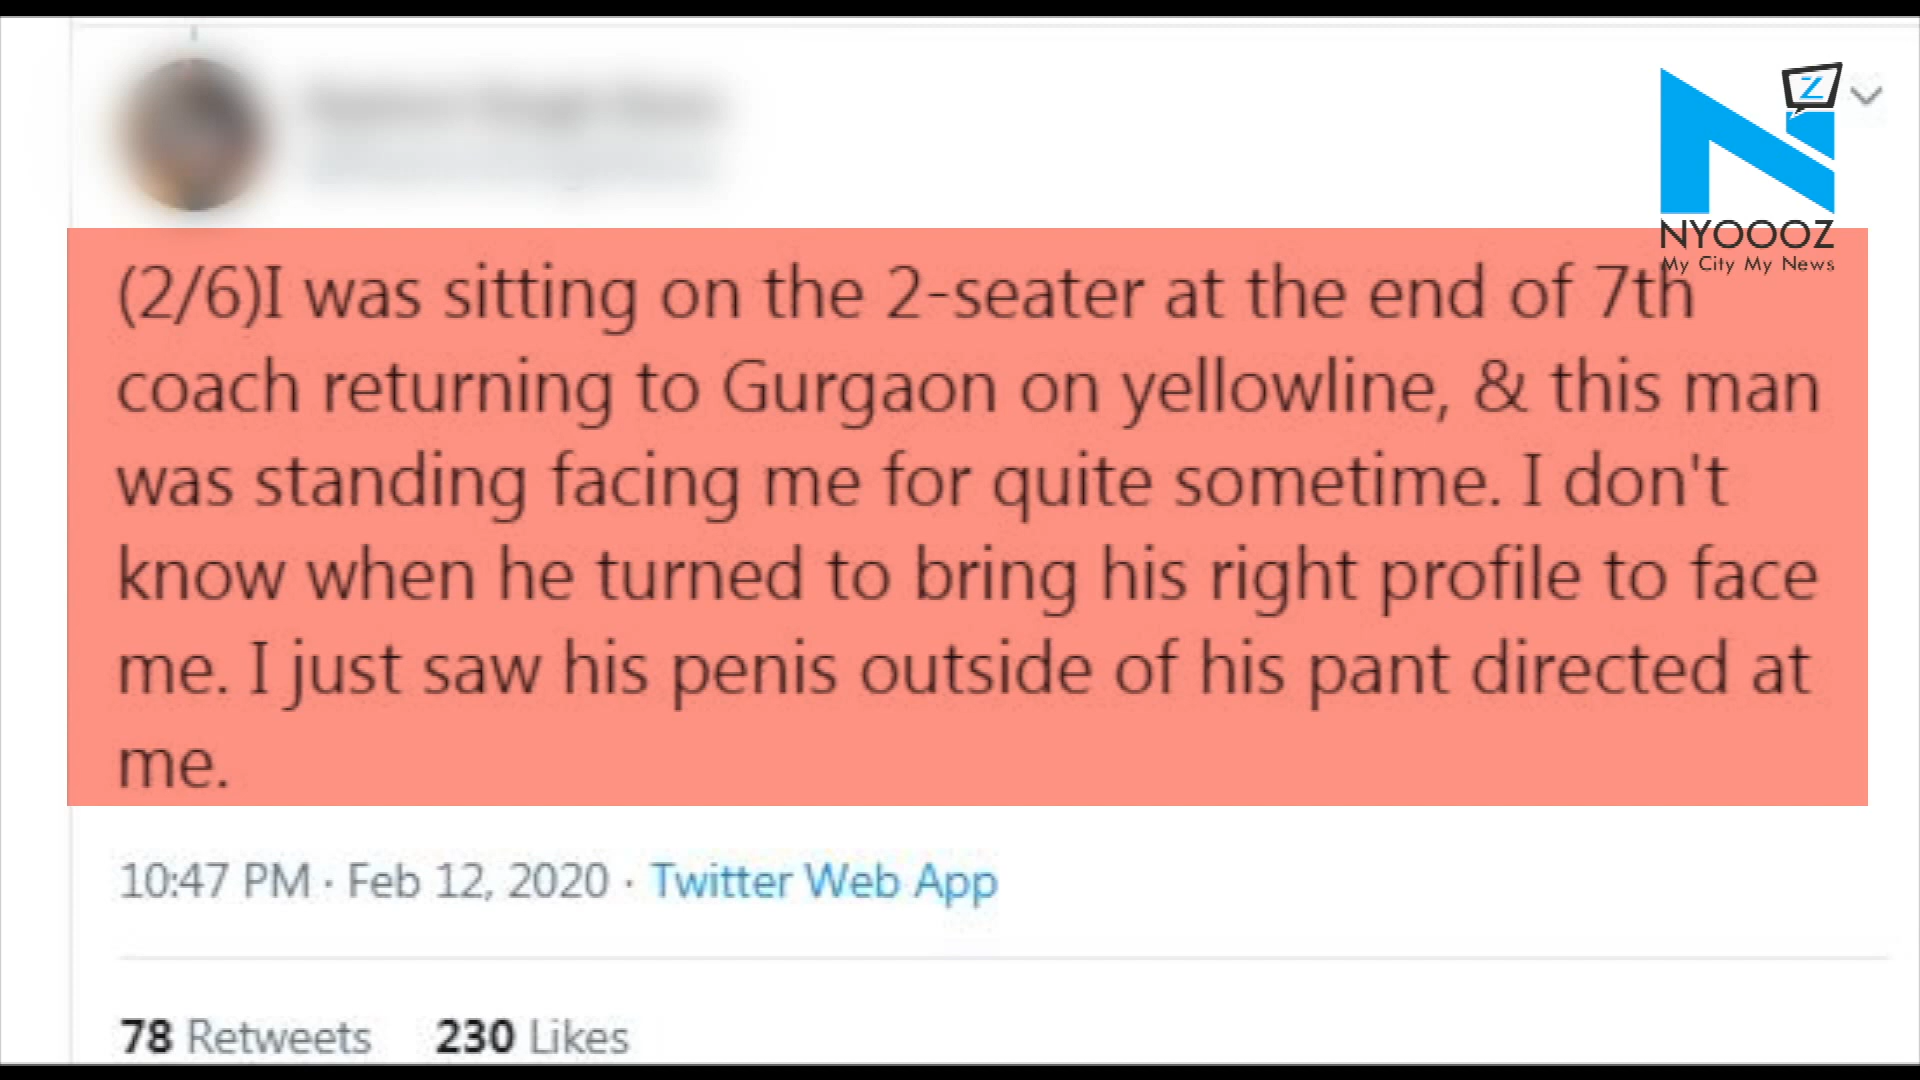 Z
NYOOOZ
My City My News
(2/6)I was sitting on the 2-seater at the end of 7th
coach returning to Gurgaon on yellowline, & this man
was standing facing me for quite sometime. I don't
know when he turned to bring his right profile to face
me. I just saw his penis outside of his pant directed at
me.
10:47 PM · Feb 12, 2020 · Twitter Web App
78 Retweets 230 Likes